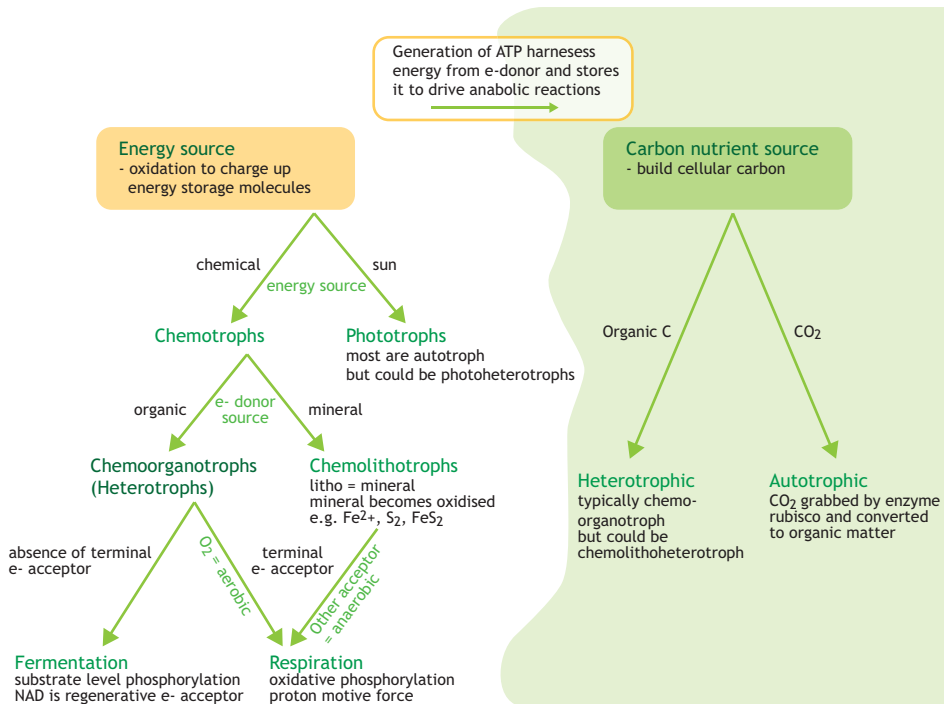 Generation of ATP harnesess
energy from e-donor and stores
it to drive anabolic reactions
Energy source
- oxidation to charge up
energy storage molecules
Carbon nutrient source
- build cellular carbon
chemical
sun
energy source
Chemotrophs
Phototrophs
most are autotroph
but could be photoheterotrophs
Organic C
CO₂
organic
e- donor
source
mineral
Chemoorganotrophs
(Heterotrophs)
Chemolithotrophs
litho = mineral
mineral becomes oxidised
e.g. Fe²⁺, S₂, FeS₂
Heterotrophic
typically chemo-
organotroph
but could be
chemolithoheterotroph
Autotrophic
CO₂ grabbed by enzyme
rubisco and converted
to organic matter
absence of terminal
e- acceptor
O₂ = aerobic
terminal
e- acceptor
Other acceptor
= anaerobic
Fermentation
substrate level phosphorylation
NAD is regenerative e- acceptor
Respiration
oxidative phosphorylation
proton motive force